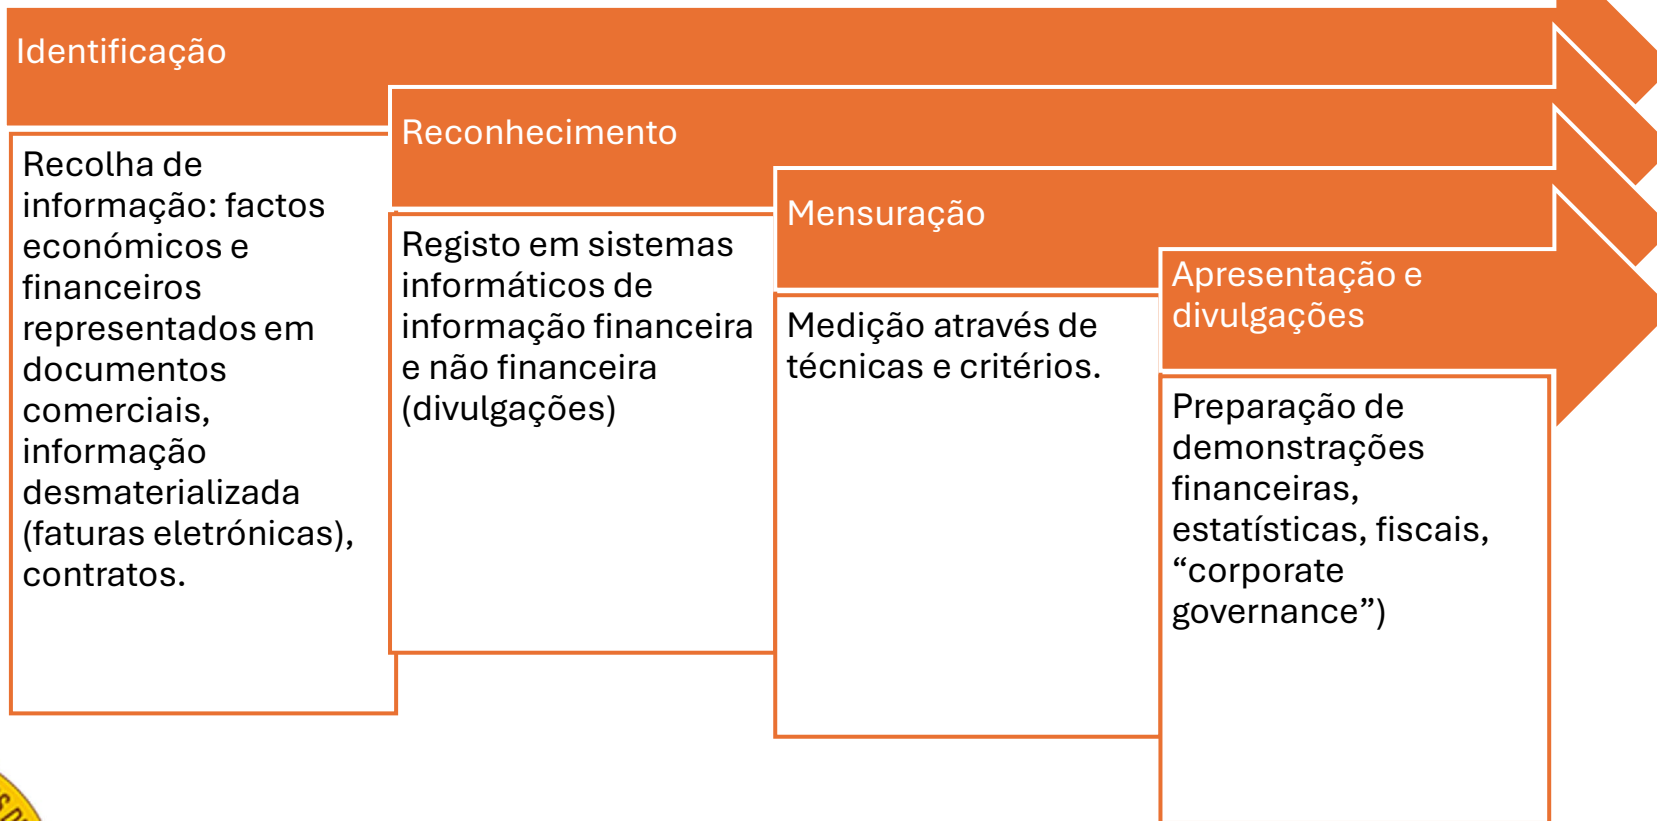 Identificação
Recolha de
informação: factos
económicos e
financeiros
representados em
documentos
comerciais,
informação
desmaterializada
(faturas eletrónicas),
contratos.
Reconhecimento
Registo em sistemas
informáticos de
informação financeira
e não financeira
(divulgações)
Mensuração
Medição através de
técnicas e critérios.
Apresentação e
divulgações
Preparação de
demonstrações
financeiras,
estatísticas, fiscais,
“corporate
governance”)